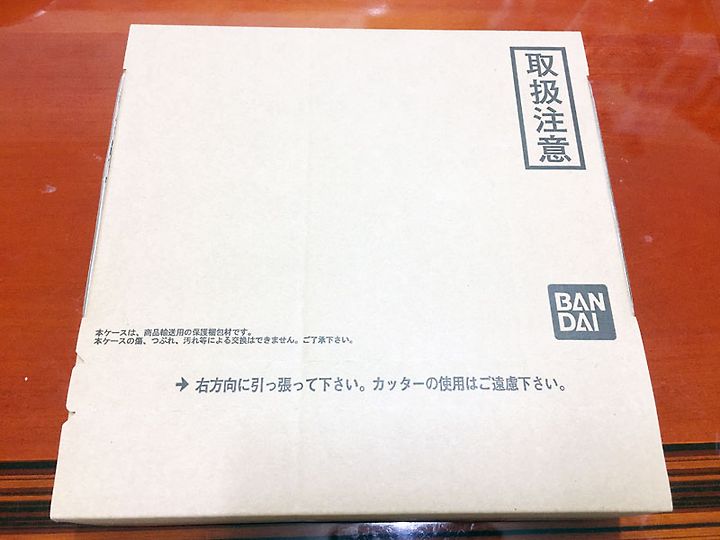 取扱注意
BAN
DAI
本ケースは、商品輸送用の保護梱包材です。
本ケースの傷、つぶれ、汚れ等による交換はできません。ご了承下さい。
→ 右方向に引っ張って下さい。カッターの使用はご遠慮下さい。